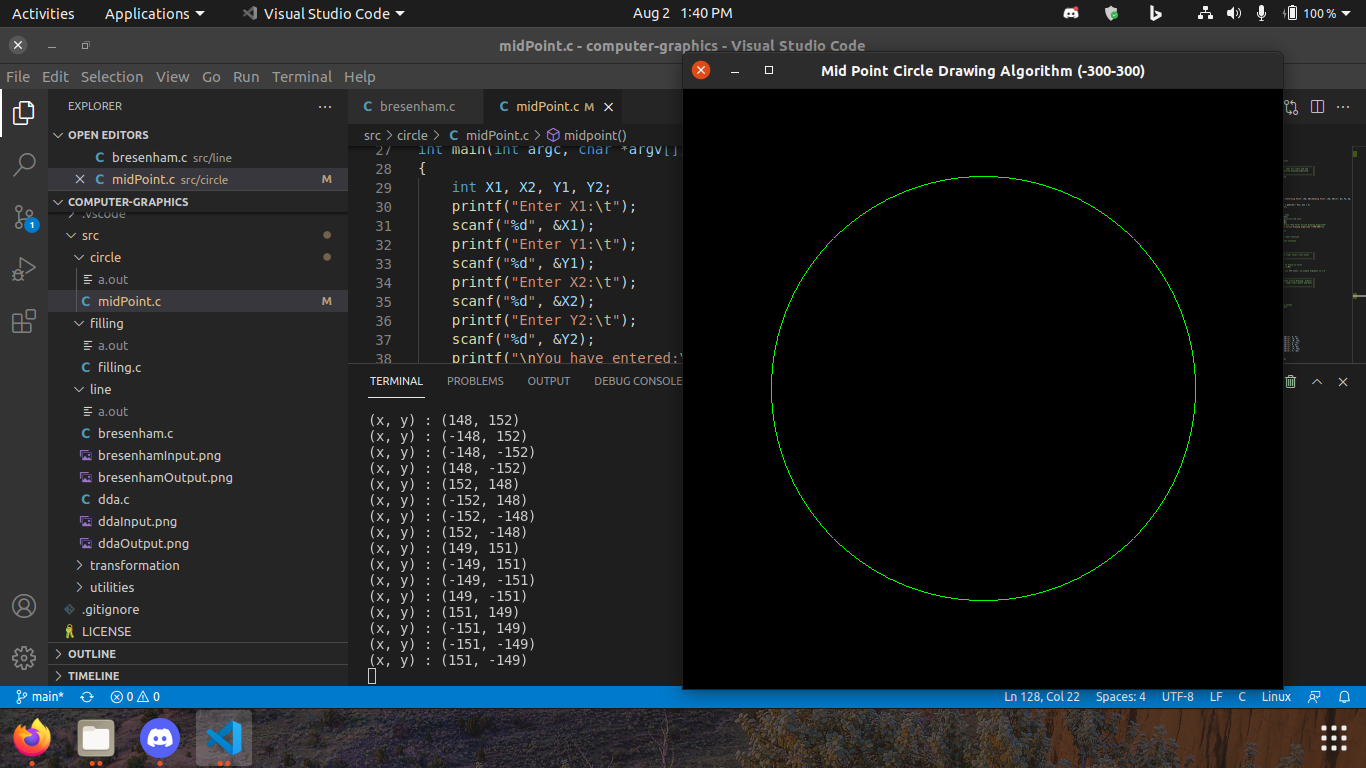 Activities Applications Visual Studio Code Aug 2 1:40 PM 100 %
midPoint.c - computer-graphics - Visual Studio Code
File Edit Selection View Go Run Terminal Help
Mid Point Circle Drawing Algorithm (-300-300)
EXPLORER
OPEN EDITORS
bresenham.c src/line
midPoint.c src/circle M
COMPUTER-GRAPHICS
.vscode
src
circle
a.out
midPoint.c M
filling
a.out
filling.c
line
a.out
bresenham.c
bresenhamInput.png
bresenhamOutput.png
dda.c
ddaInput.png
ddaOutput.png
transformation
utilities
.gitignore
LICENSE
OUTLINE
TIMELINE
1
bresenham.c midPoint.c M
src circle midPoint.c midpoint()
27 int main(int argc, char *argv[]
28 {
29 int X1, X2, Y1, Y2;
30 printf("Enter X1:\t");
31 scanf("%d", &X1);
32 printf("Enter Y1:\t");
33 scanf("%d", &Y1);
34 printf("Enter X2:\t");
35 scanf("%d", &X2);
36 printf("Enter Y2:\t");
37 scanf("%d", &Y2);
38 printf("\nYou have entered:\
TERMINAL PROBLEMS OUTPUT DEBUG CONSOLE
(x, y) : (148, 152)
(x, y) : (-148, 152)
(x, y) : (-148, -152)
(x, y) : (148, -152)
(x, y) : (152, 148)
(x, y) : (-152, 148)
(x, y) : (-152, -148)
(x, y) : (152, -148)
(x, y) : (149, 151)
(x, y) : (-149, 151)
(x, y) : (-149, -151)
(x, y) : (149, -151)
(x, y) : (151, 149)
(x, y) : (-151, 149)
(x, y) : (-151, -149)
(x, y) : (151, -149)
main* 0 0 Ln 128, Col 22 Spaces: 4 UTF-8 LF C Linux